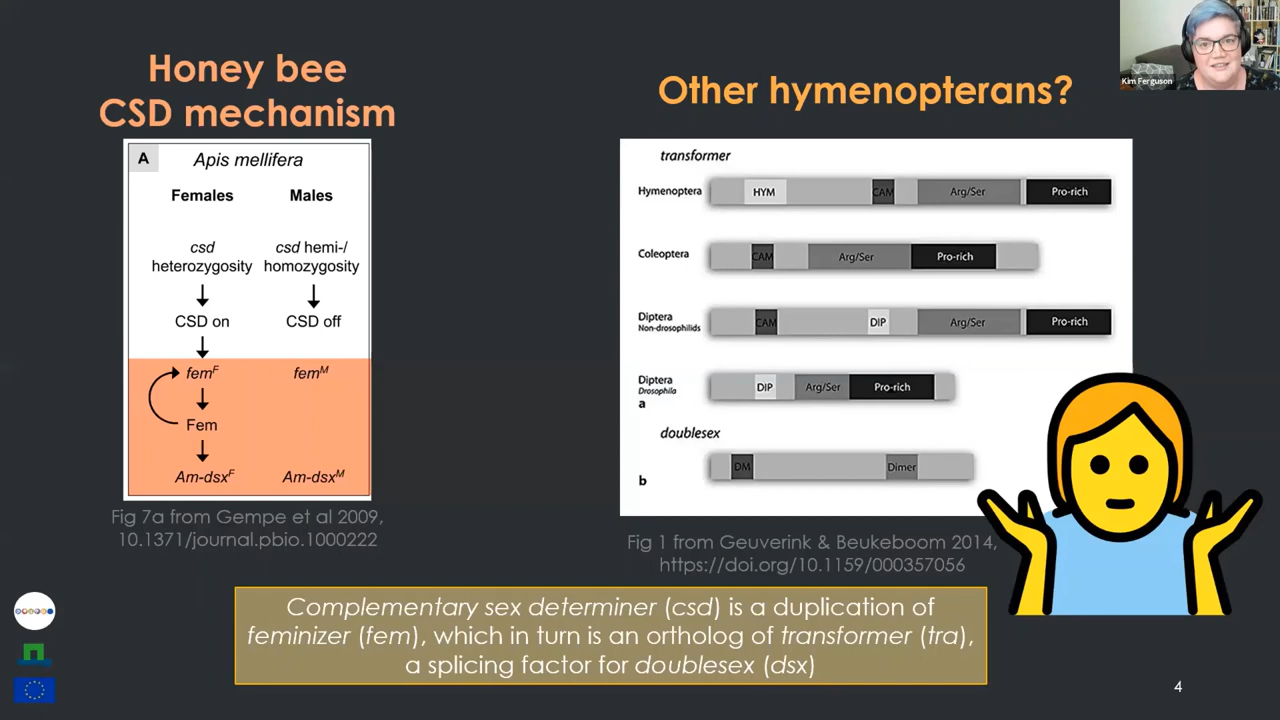 Honey bee
CSD mechanism
Other hymenopterans?
Kim Ferguson
A
Apis mellifera
Females
Males
csd
heterozygosity
csd hemi-/
homozygosity
CSD on
CSD off
femF
femM
Fem
Am-dsxF
Am-dsxM
Fig 7a from Gempe et al 2009,
10.1371/journal.pbio.1000222
transformer
Hymenoptera
HYM
CAM
Arg/Ser
Pro-rich
Coleoptera
CAM
Arg/Ser
Pro-rich
Diptera
Non-drosophilids
CAM
DIP
Arg/Ser
Pro-rich
Diptera
Drosophila
DIP
Arg/Ser
Pro-rich
a
doublesex
DM
Dimer
b
Fig 1 from Geuverink & Beukeboom 2014,
https://doi.org/10.1159/000357056
Complementary sex determiner (csd) is a duplication of
feminizer (fem), which in turn is an ortholog of transformer (tra),
a splicing factor for doublesex (dsx)
4